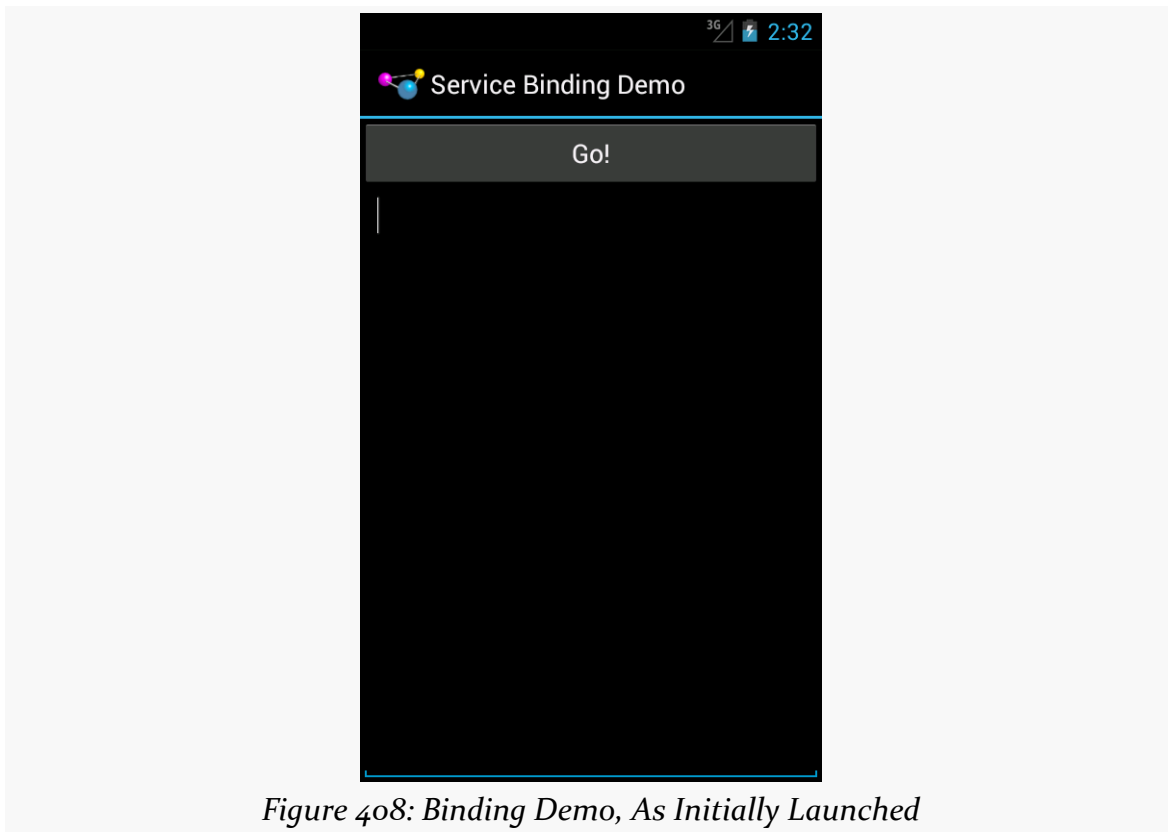 3G 2:32
Service Binding Demo
Go!
Figure 408: Binding Demo, As Initially Launched